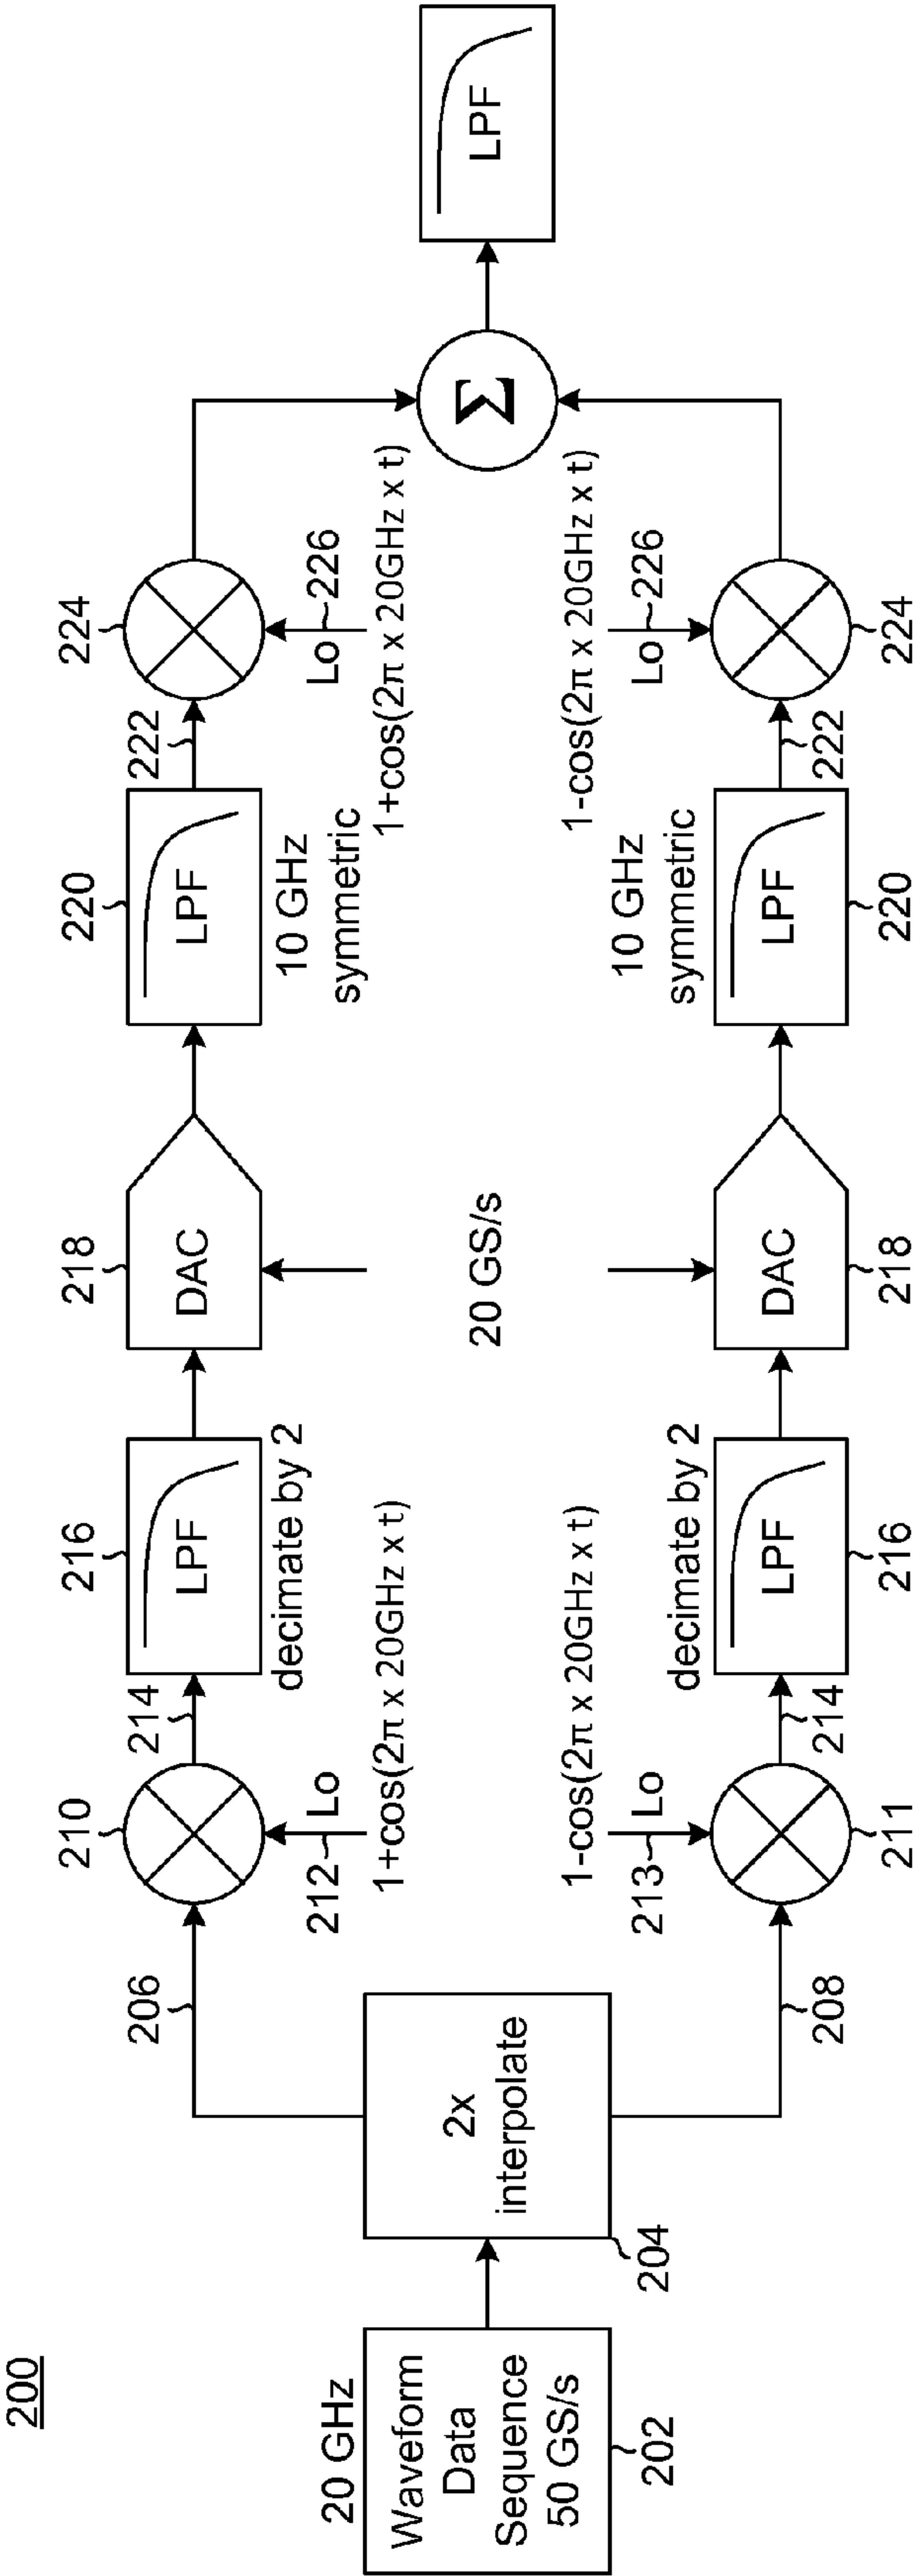 200
20 GHz
Waveform
Data
Sequence
50 GS/s
202
2x
interpolate
204
206
208
210
212
Lo
1+cos(2π x 20GHz x t)
214
LPF
216
decimate by 2
DAC
218
LPF
220
10 GHz
symmetric
222
224
Lo
226
1+cos(2π x 20GHz x t)
20 GS/s
211
213
Lo
1-cos(2π x 20GHz x t)
214
LPF
216
decimate by 2
DAC
218
LPF
220
10 GHz
symmetric
222
224
Lo
226
1-cos(2π x 20GHz x t)
Σ
LPF